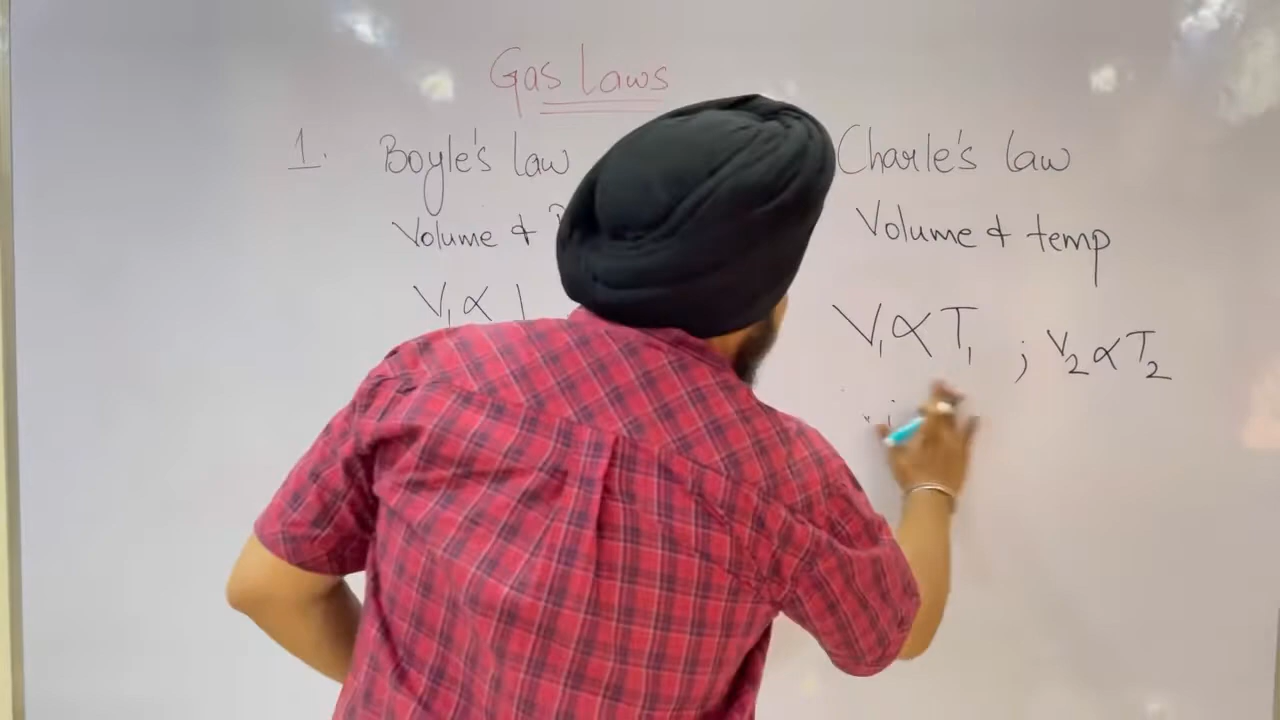 Gas Laws
1. Boyle's law Charle's law
Volume & Volume & temp
V₁ ∝ 1 V₁ ∝ T₁ ; V₂ ∝ T₂